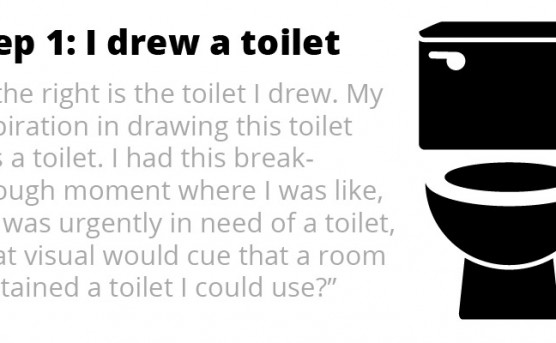 ep 1: I drew a toilet
the right is the toilet I drew. My
piration in drawing this toilet
s a toilet. I had this break-
ough moment where I was like,
was urgently in need of a toilet,
at visual would cue that a room
tained a toilet I could use?”